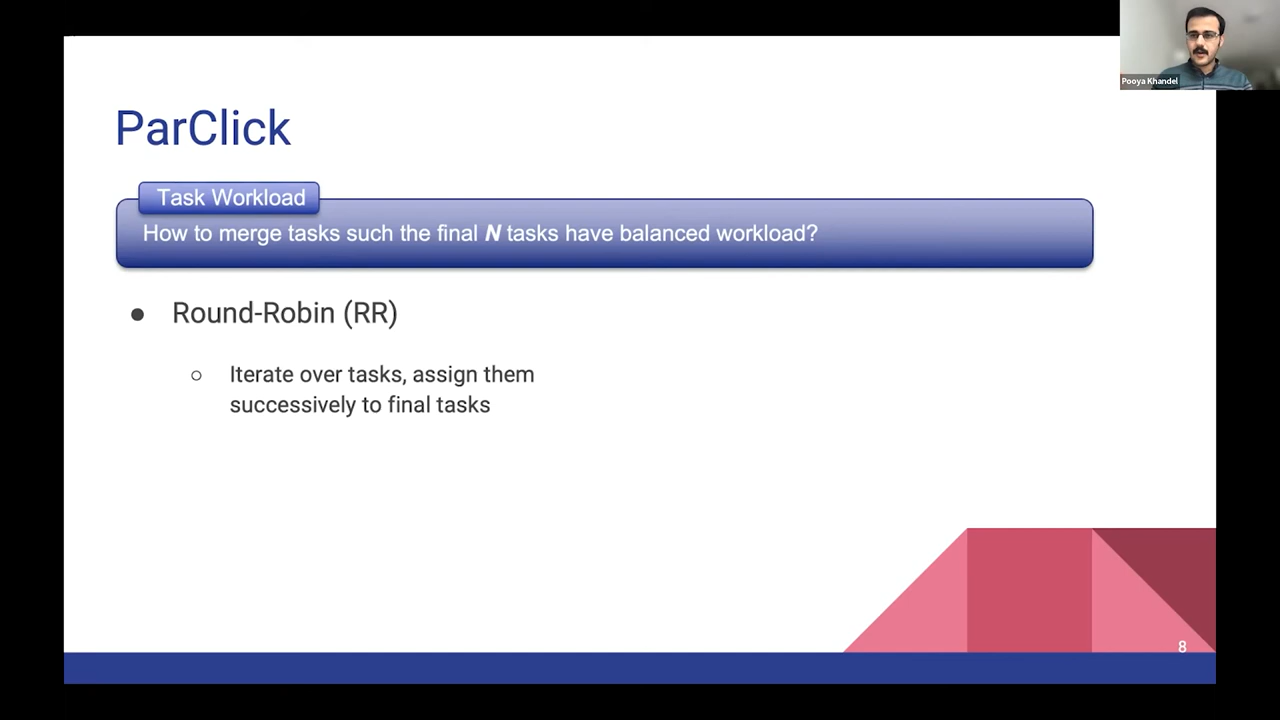 Pooya Khandel
ParClick
Task Workload
How to merge tasks such the final N tasks have balanced workload?
● Round-Robin (RR)
○ Iterate over tasks, assign them
successively to final tasks
8